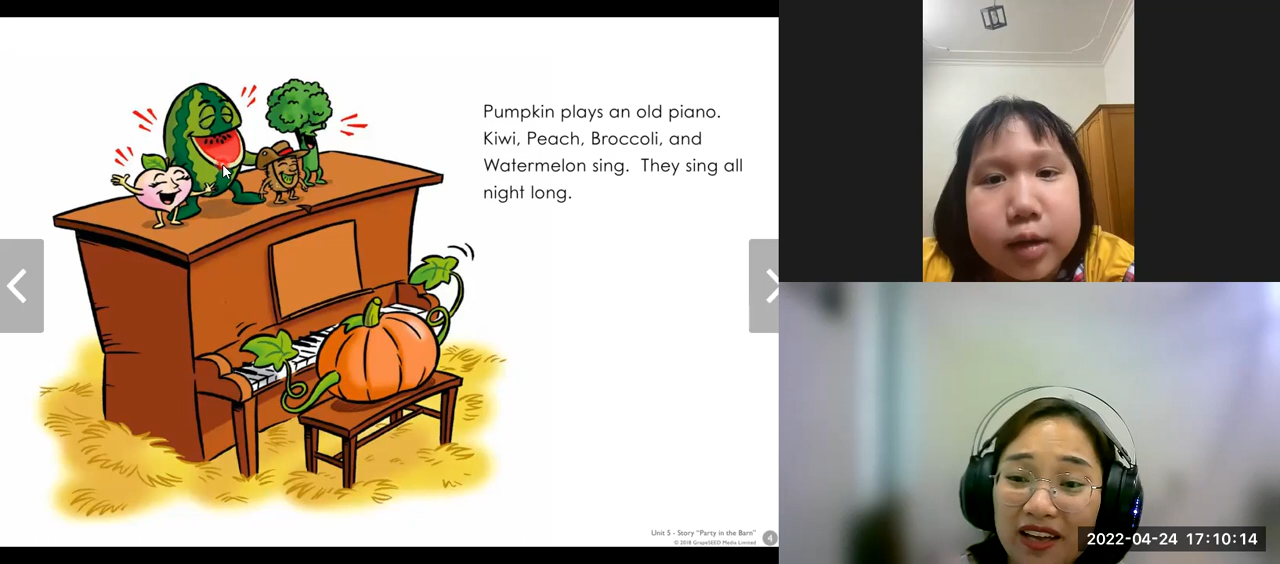 Pumpkin plays an old piano.
Kiwi, Peach, Broccoli, and
Watermelon sing. They sing all
night long.
Unit 5 - Story "Party in the Barn"
© 2018 GrapeSEED Media Limited
4
2022-04-24 17:10:14